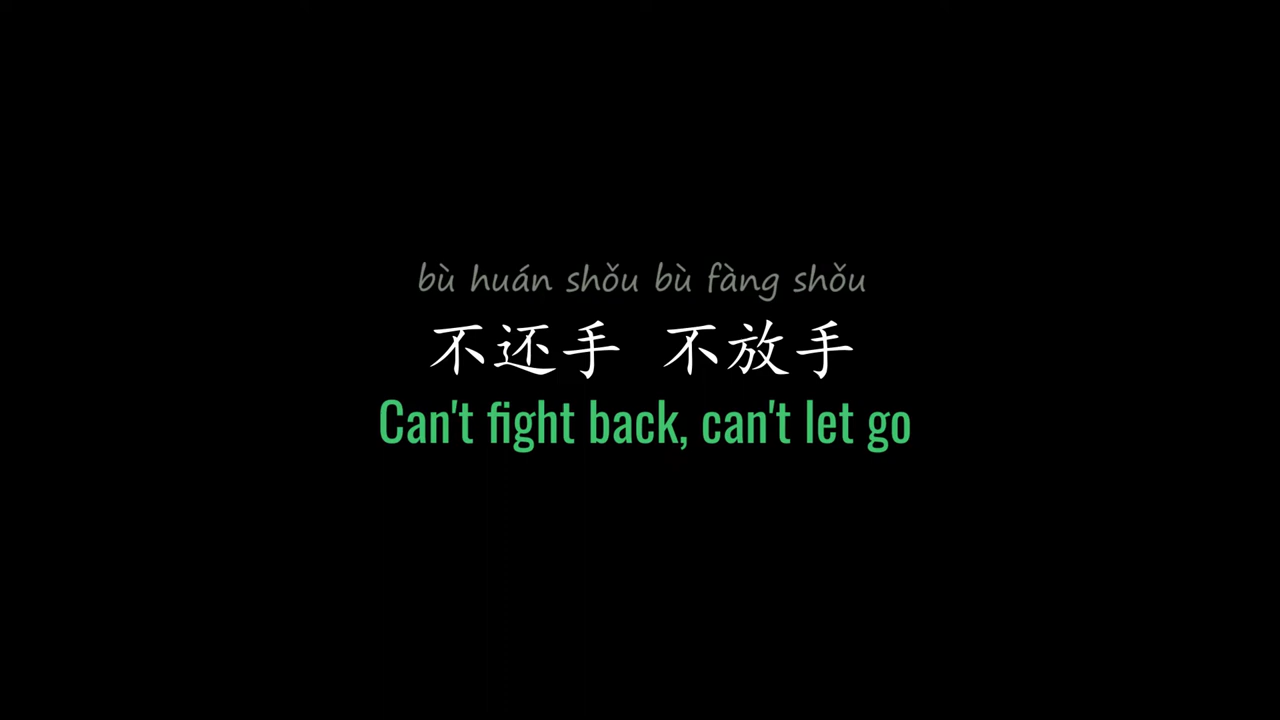 bù huán shǒu bù fàng shǒu
不还手 不放手
Can't fight back, can't let go